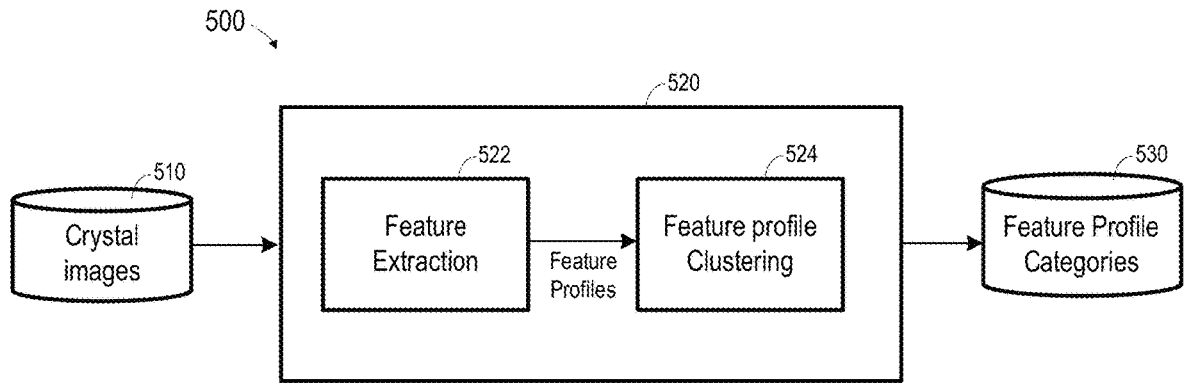 500
520
510
522
524
530
Crystal
images
Feature
Extraction
Feature
Profiles
Feature profile
Clustering
Feature Profile
Categories